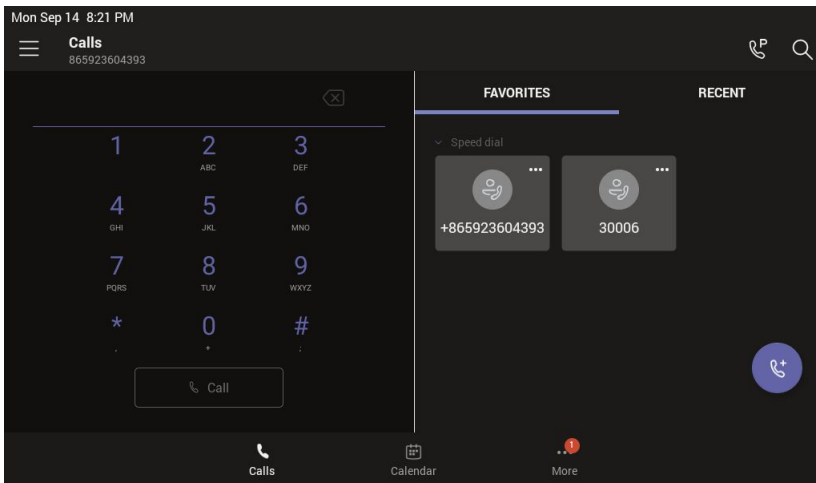 Mon Sep 14 8:21 PM
Calls
865923604393
P
FAVORITES
RECENT
1
2
ABC
3
DEF
4
GHI
5
JKL
6
MNO
7
PQRS
8
TUV
9
WXYZ
*
,
0
+
#
;
Call
Speed dial
+865923604393
30006
Calls
Calendar
1
More